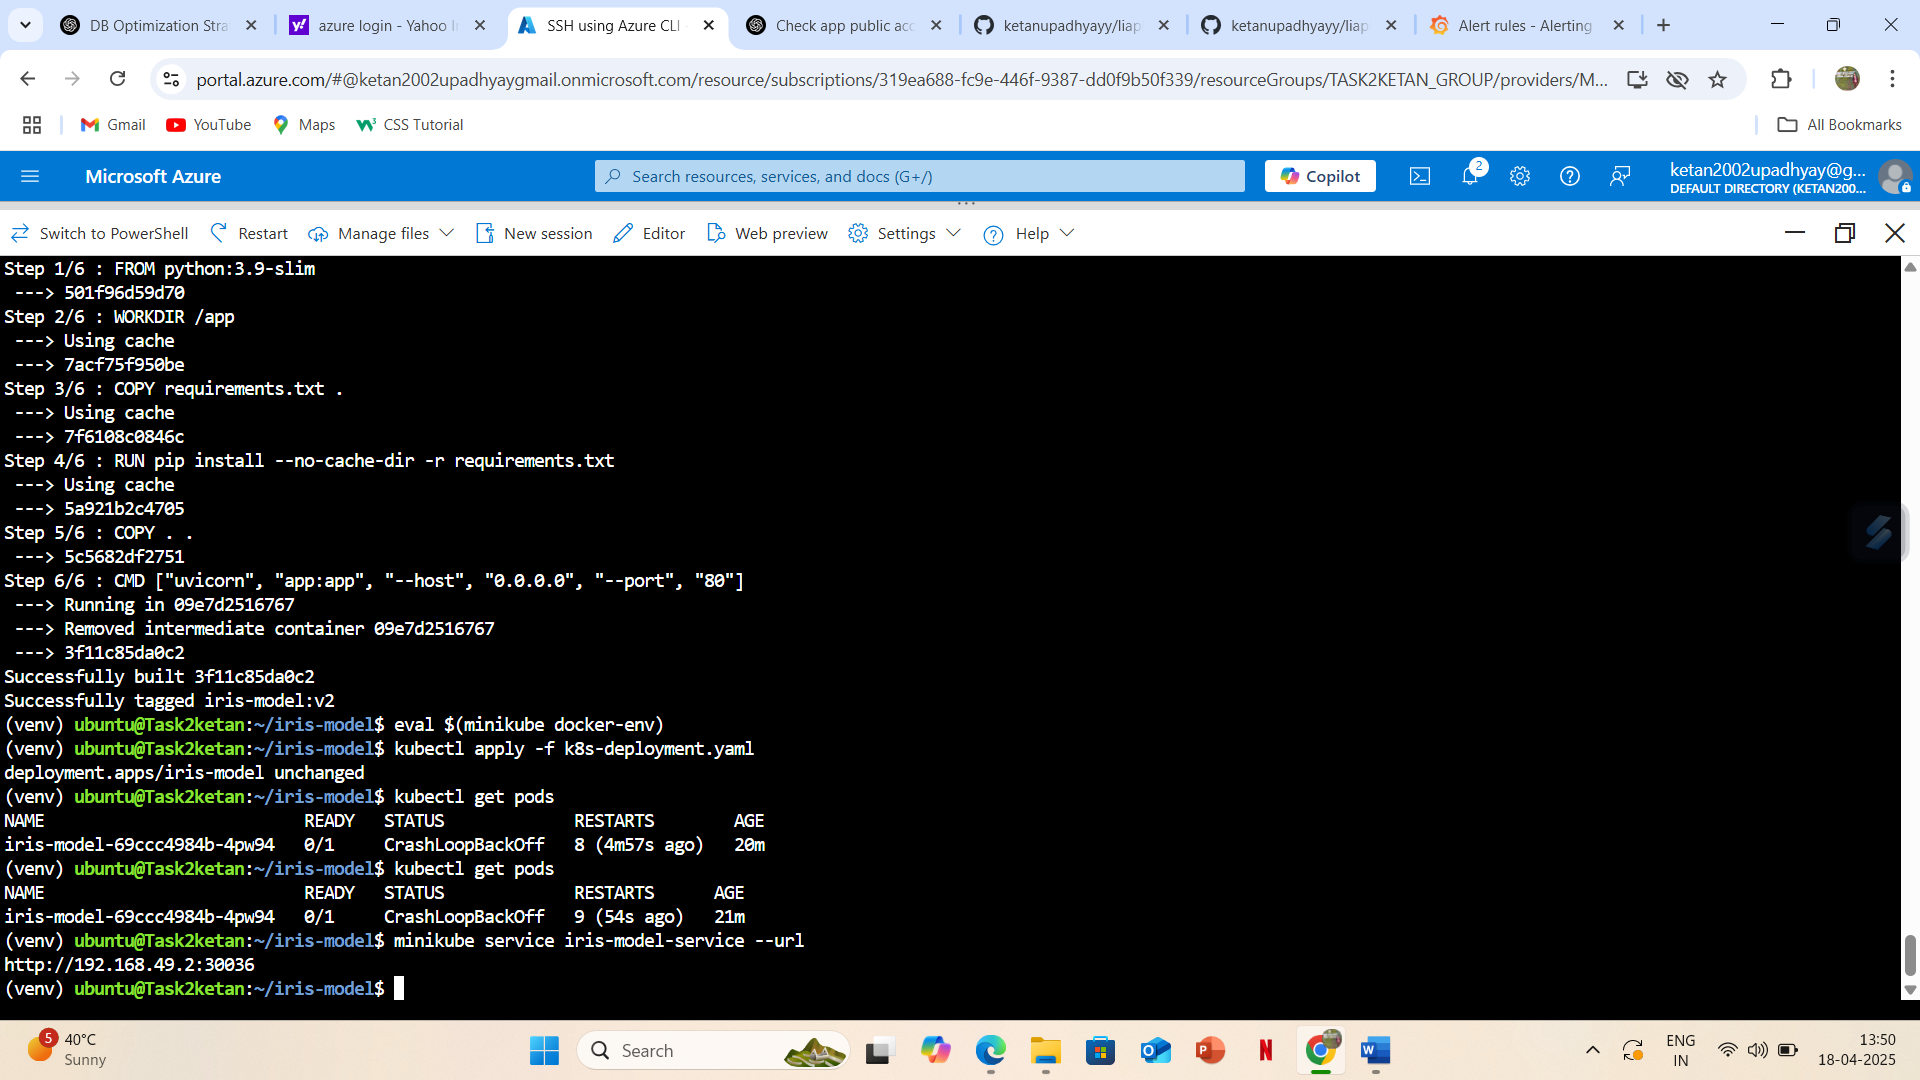 DB Optimization Stra
azure login - Yahoo I
SSH using Azure CLI
Check app public acc
ketanupadhyayy/liap
ketanupadhyayy/liap
Alert rules - Alerting
portal.azure.com/#@ketan2002upadhyaygmail.onmicrosoft.com/resource/subscriptions/319ea688-fc9e-446f-9387-dd0f9b50f339/resourceGroups/TASK2KETAN_GROUP/providers/M...
Gmail
YouTube
Maps
CSS Tutorial
All Bookmarks
Microsoft Azure
Search resources, services, and docs (G+/)
Copilot
2
ketan2002upadhyay@g...
DEFAULT DIRECTORY (KETAN200...
Switch to PowerShell
Restart
Manage files
New session
Editor
Web preview
Settings
Help
Step 1/6 : FROM python:3.9-slim
---> 501f96d59d70
Step 2/6 : WORKDIR /app
---> Using cache
---> 7acf75f950be
Step 3/6 : COPY requirements.txt .
---> Using cache
---> 7f6108c0846c
Step 4/6 : RUN pip install --no-cache-dir -r requirements.txt
---> Using cache
---> 5a921b2c4705
Step 5/6 : COPY . .
---> 5c5682df2751
Step 6/6 : CMD ["uvicorn", "app:app", "--host", "0.0.0.0", "--port", "80"]
---> Running in 09e7d2516767
---> Removed intermediate container 09e7d2516767
---> 3f11c85da0c2
Successfully built 3f11c85da0c2
Successfully tagged iris-model:v2
(venv) ubuntu@Task2ketan:~/iris-model$ eval $(minikube docker-env)
(venv) ubuntu@Task2ketan:~/iris-model$ kubectl apply -f k8s-deployment.yaml
deployment.apps/iris-model unchanged
(venv) ubuntu@Task2ketan:~/iris-model$ kubectl get pods
NAME READY STATUS RESTARTS AGE
iris-model-69ccc4984b-4pw94 0/1 CrashLoopBackOff 8 (4m57s ago) 20m
(venv) ubuntu@Task2ketan:~/iris-model$ kubectl get pods
NAME READY STATUS RESTARTS AGE
iris-model-69ccc4984b-4pw94 0/1 CrashLoopBackOff 9 (54s ago) 21m
(venv) ubuntu@Task2ketan:~/iris-model$ minikube service iris-model-service --url
http://192.168.49.2:30036
(venv) ubuntu@Task2ketan:~/iris-model$
5
40°C
Sunny
Search
ENG
IN
13:50
18-04-2025